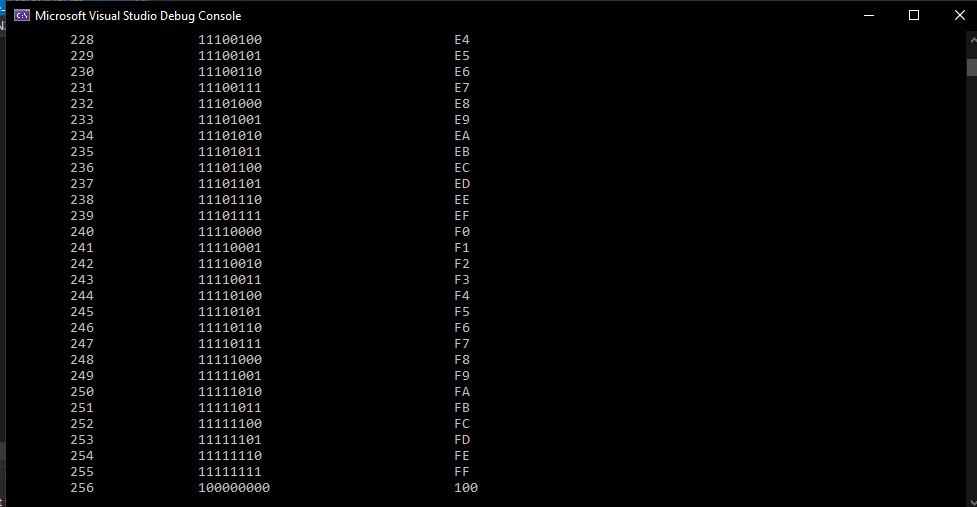 Microsoft Visual Studio Debug Console
228 11100100 E4
229 11100101 E5
230 11100110 E6
231 11100111 E7
232 11101000 E8
233 11101001 E9
234 11101010 EA
235 11101011 EB
236 11101100 EC
237 11101101 ED
238 11101110 EE
239 11101111 EF
240 11110000 F0
241 11110001 F1
242 11110010 F2
243 11110011 F3
244 11110100 F4
245 11110101 F5
246 11110110 F6
247 11110111 F7
248 11111000 F8
249 11111001 F9
250 11111010 FA
251 11111011 FB
252 11111100 FC
253 11111101 FD
254 11111110 FE
255 11111111 FF
256 100000000 100